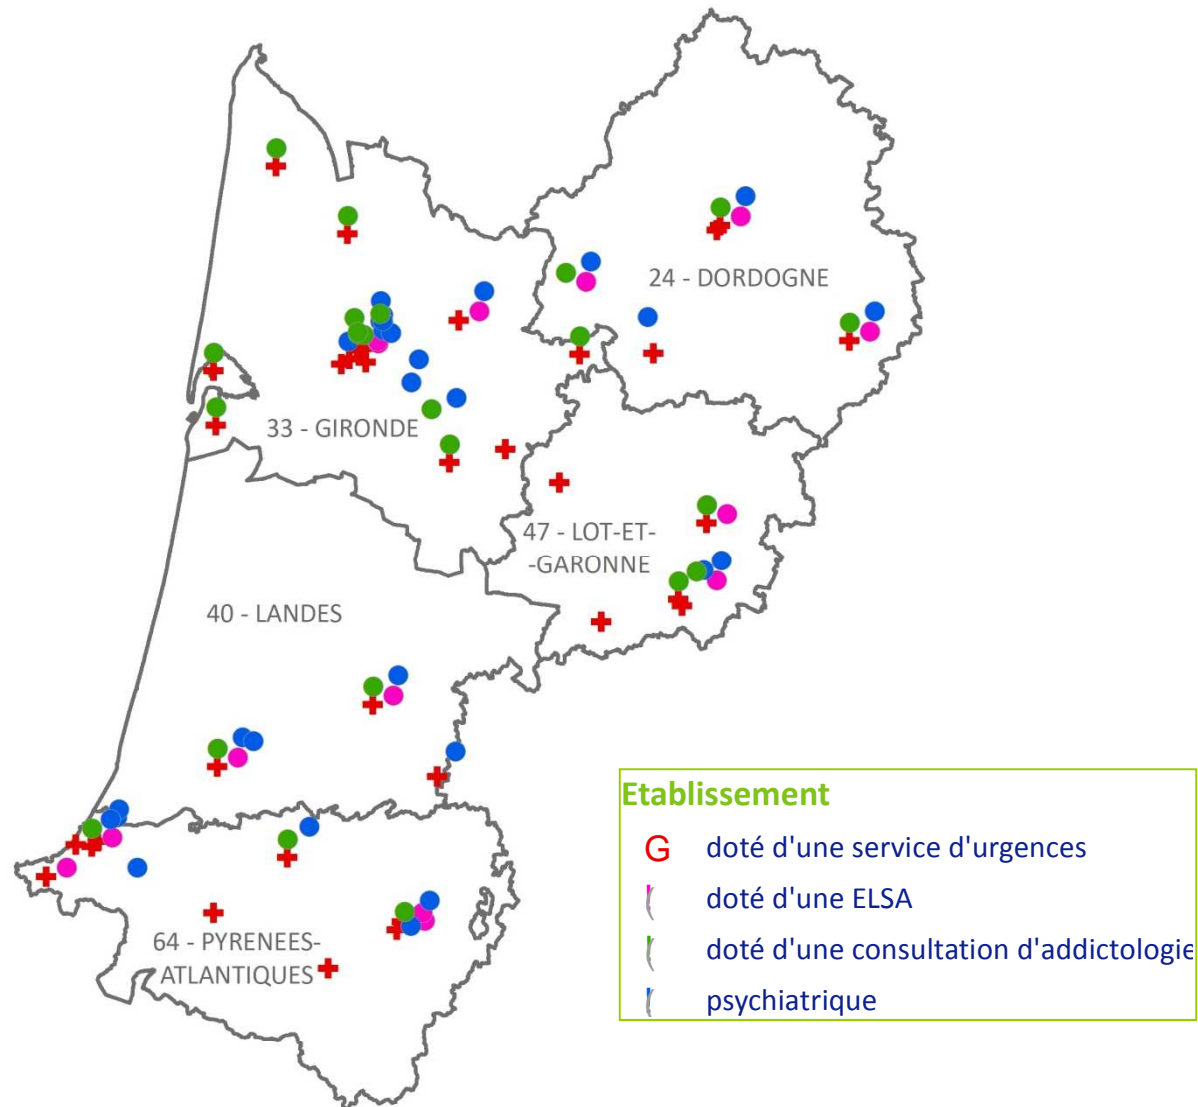 24 - DORDOGNE
33 - GIRONDE
47 - LOT-ET-
-GARONNE
40 - LANDES
64 - PYRENEES-
ATLANTIQUES
Etablissement
G doté d'une service d'urgences
doté d'une ELSA
doté d'une consultation d'addictologie
psychiatrique